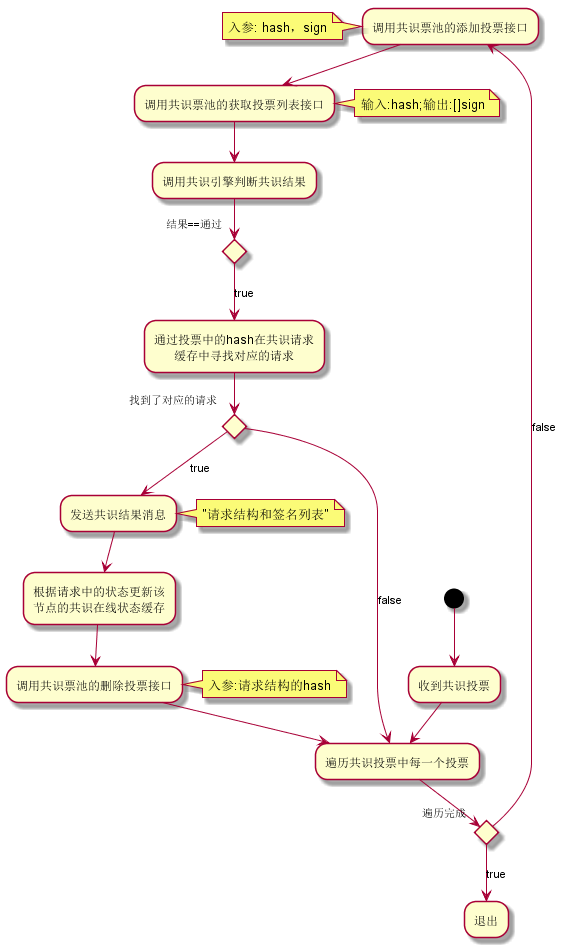 入参: hash，sign
调用共识票池的添加投票接口
调用共识票池的获取投票列表接口
输入:hash;输出:[]sign
调用共识引擎判断共识结果
结果==通过
true
通过投票中的hash在共识请求
缓存中寻找对应的请求
找到了对应的请求
false
true
发送共识结果消息
"请求结构和签名列表"
根据请求中的状态更新该
节点的共识在线状态缓存
false
调用共识票池的删除投票接口
入参:请求结构的hash
收到共识投票
遍历共识投票中每一个投票
遍历完成
true
退出